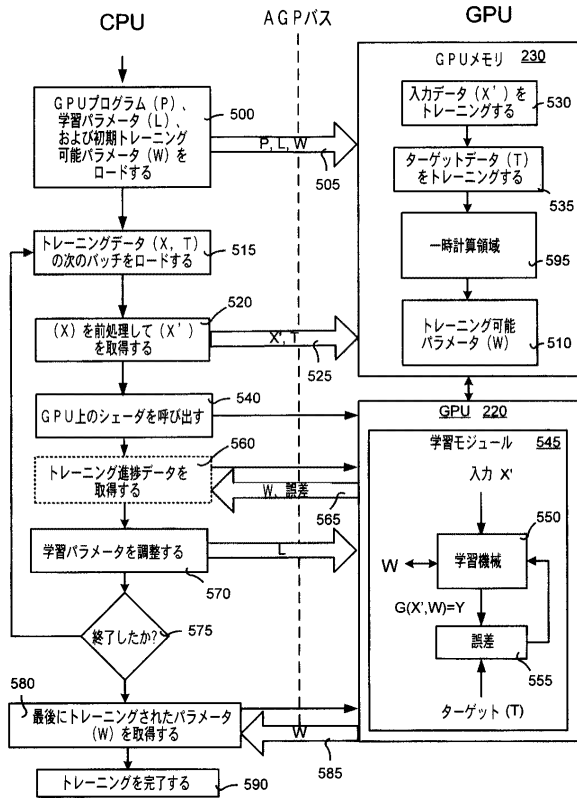 CPU
AGPバス
GPU
GPUプログラム(P)、
学習パラメータ(L)、
および初期トレーニング
可能パラメータ(W)を
ロードする
500
P, L, W
505
トレーニングデータ(X, T)
の次のバッチをロードする
515
520
(X)を前処理して(X')
を取得する
X', T
525
540
GPU上のシェーダを呼び出す
560
トレーニング進捗データを
取得する
W, 誤差
565
学習パラメータを調整する
570
L
終了したか?
575
580
最後にトレーニングされたパラメータ
(W)を取得する
W
585
トレーニングを完了する
590
GPUメモリ 230
入力データ(X')を
トレーニングする
530
ターゲットデータ(T)
をトレーニングする
535
一時計算領域
595
トレーニング可能
パラメータ(W)
510
GPU 220
学習モジュール 545
入力 X'
550
W
学習機械
G(X',W)=Y
誤差
555
ターゲット(T)